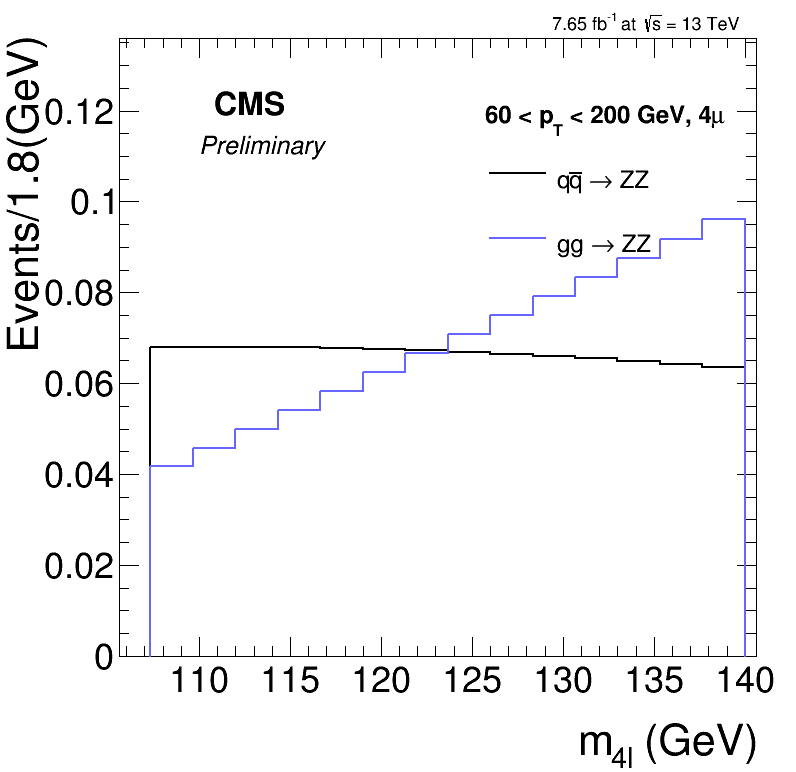 7.65 fb⁻¹ at √s = 13 TeV
Events/1.8(GeV)
CMS
Preliminary
60 < p_T < 200 GeV, 4μ
qq̅ → ZZ
gg → ZZ
0.12
0.1
0.08
0.06
0.04
0.02
0
110 115 120 125 130 135 140
m_4l (GeV)